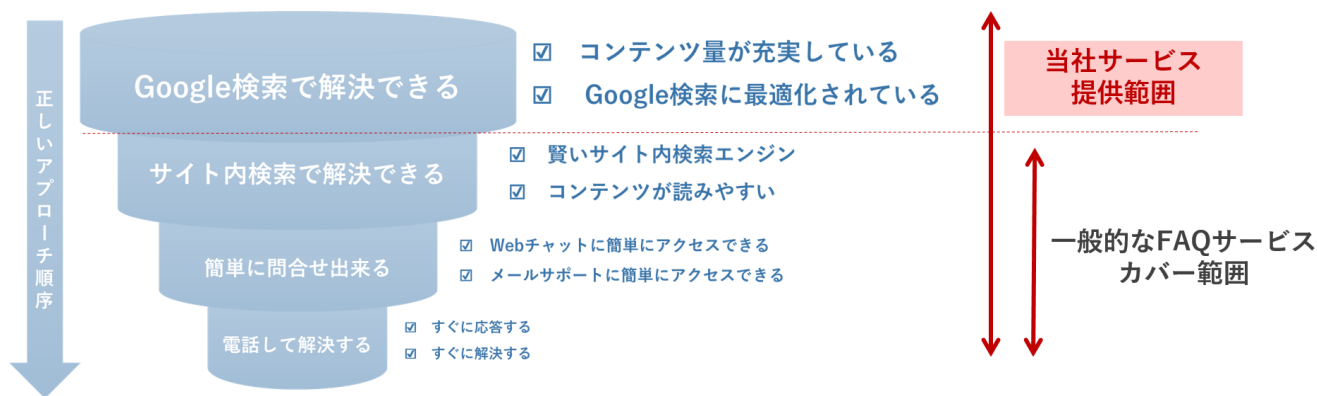 正しいアプローチ順序
Google検索で解決できる
☑ コンテンツ量が充実している
☑ Google検索に最適化されている
サイト内検索で解決できる
☑ 賢いサイト内検索エンジン
☑ コンテンツが読みやすい
簡単に問合せ出来る
☑ Webチャットに簡単にアクセスできる
☑ メールサポートに簡単にアクセスできる
電話して解決する
☑ すぐに応答する
☑ すぐに解決する
当社サービス
提供範囲
一般的なFAQサービス
カバー範囲